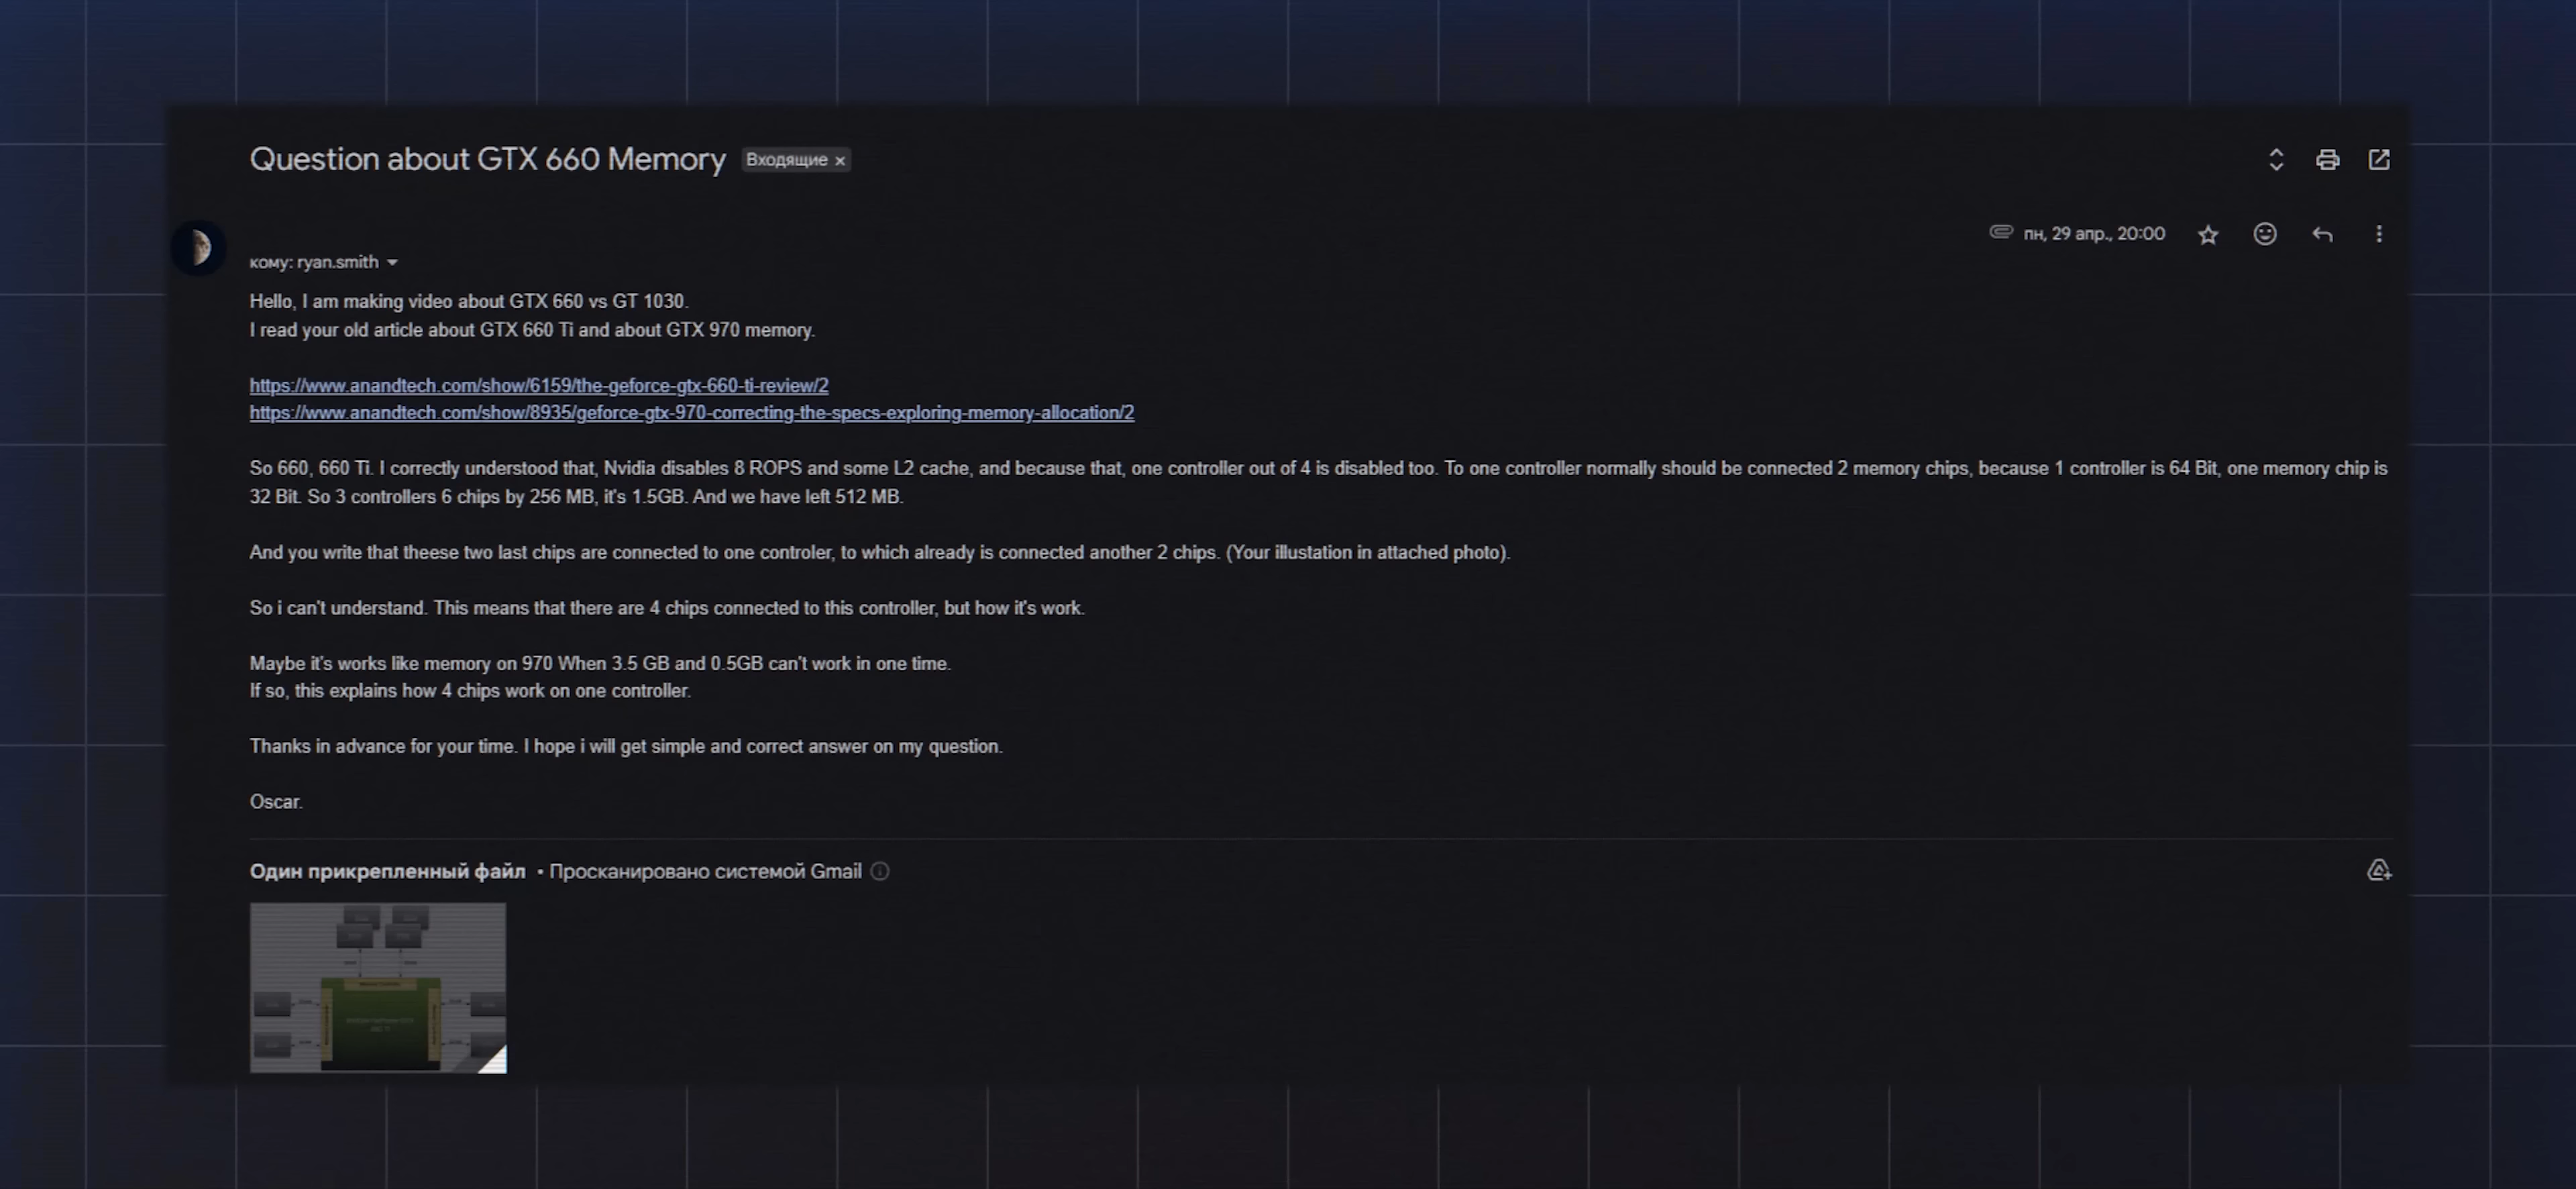 Question about GTX 660 Memory Входящие ×
пн, 29 апр., 20:00
кому: ryan.smith
Hello, I am making video about GTX 660 vs GT 1030.
I read your old article about GTX 660 Ti and about GTX 970 memory.
https://www.anandtech.com/show/6159/the-geforce-gtx-660-ti-review/2
https://www.anandtech.com/show/8935/geforce-gtx-970-correcting-the-specs-exploring-memory-allocation/2
So 660, 660 Ti. I correctly understood that, Nvidia disables 8 ROPS and some L2 cache, and because that, one controller out of 4 is disabled too. To one controller normally should be connected 2 memory chips, because 1 controller is 64 Bit, one memory chip is
32 Bit. So 3 controllers 6 chips by 256 MB, it's 1.5GB. And we have left 512 MB.
And you write that theese two last chips are connected to one controler, to which already is connected another 2 chips. (Your illustation in attached photo).
So i can't understand. This means that there are 4 chips connected to this controller, but how it's work.
Maybe it's works like memory on 970 When 3.5 GB and 0.5GB can't work in one time.
If so, this explains how 4 chips work on one controller.
Thanks in advance for your time. I hope i will get simple and correct answer on my question.
Oscar.
Один прикрепленный файл • Просканировано системой Gmail